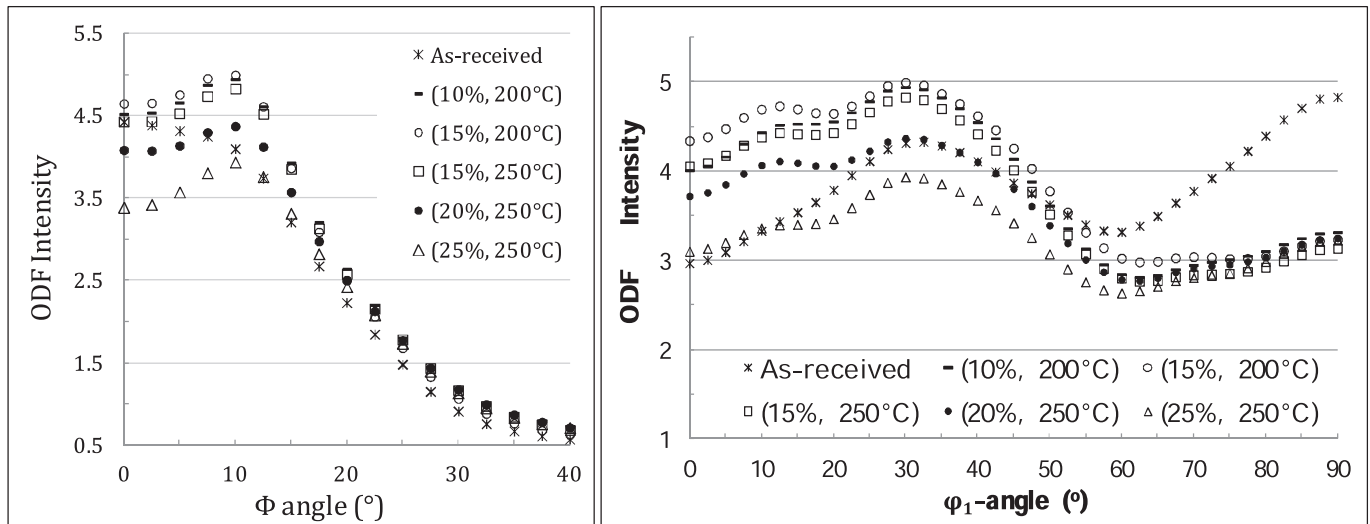 5.5
4.5
3.5
2.5
1.5
0.5
ODF Intensity
As-received
(10%, 200°C)
(15%, 200°C)
(15%, 250°C)
(20%, 250°C)
(25%, 250°C)
0 10 20 30 40
Φ angle (°)
5
4
3
2
1
ODF Intensity
As-received (10%, 200°C) (15%, 200°C)
(15%, 250°C) (20%, 250°C) (25%, 250°C)
0 10 20 30 40 50 60 70 80 90
φ₁-angle (º)